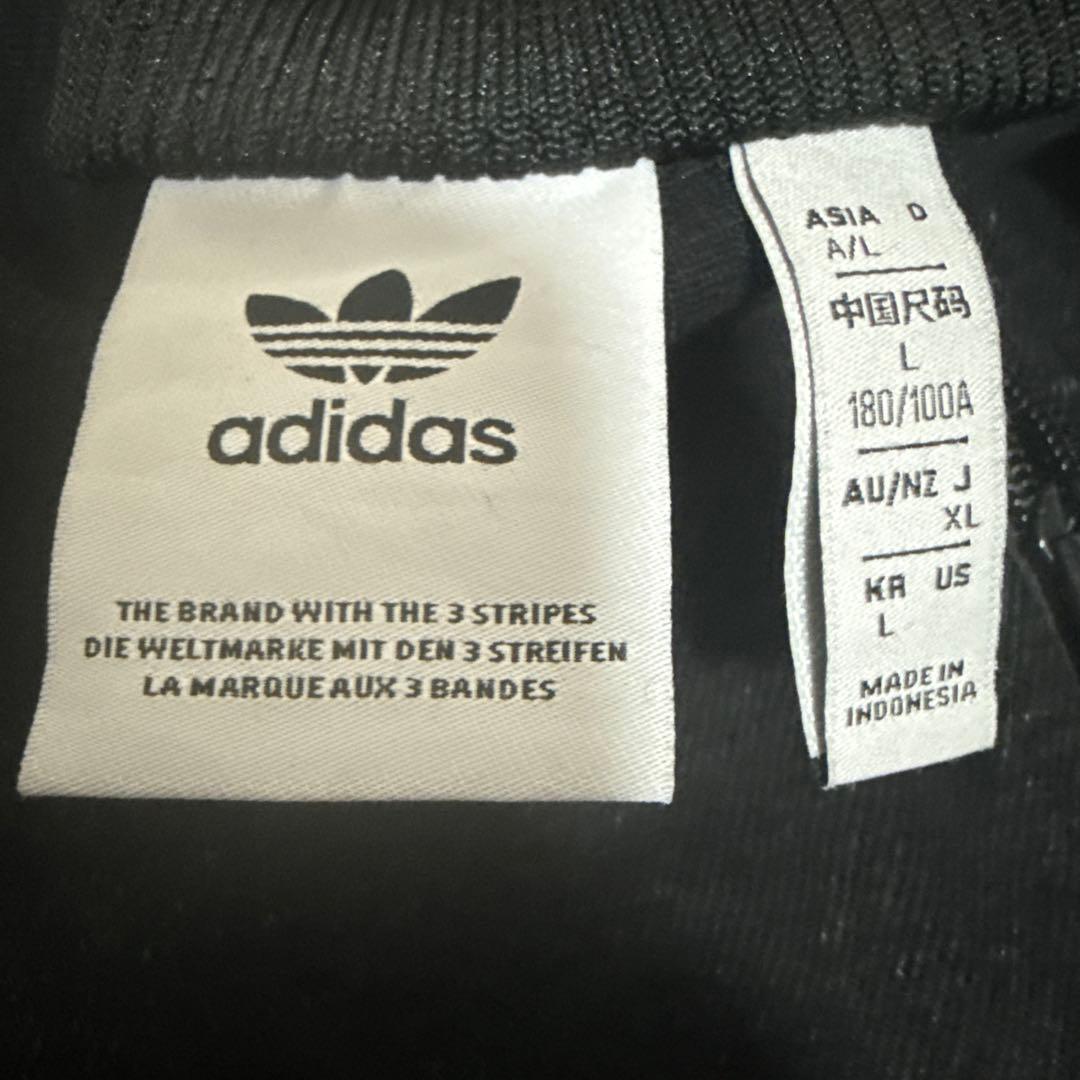 adidas
THE BRAND WITH THE 3 STRIPES
DIE WELTMARKE MIT DEN 3 STREIFEN
LA MARQUE AUX 3 BANDES
ASIA D
A/L
中国尺码
L
180/100A
AU/NZ J
XL
KR US
L
MADE IN
INDONESIA